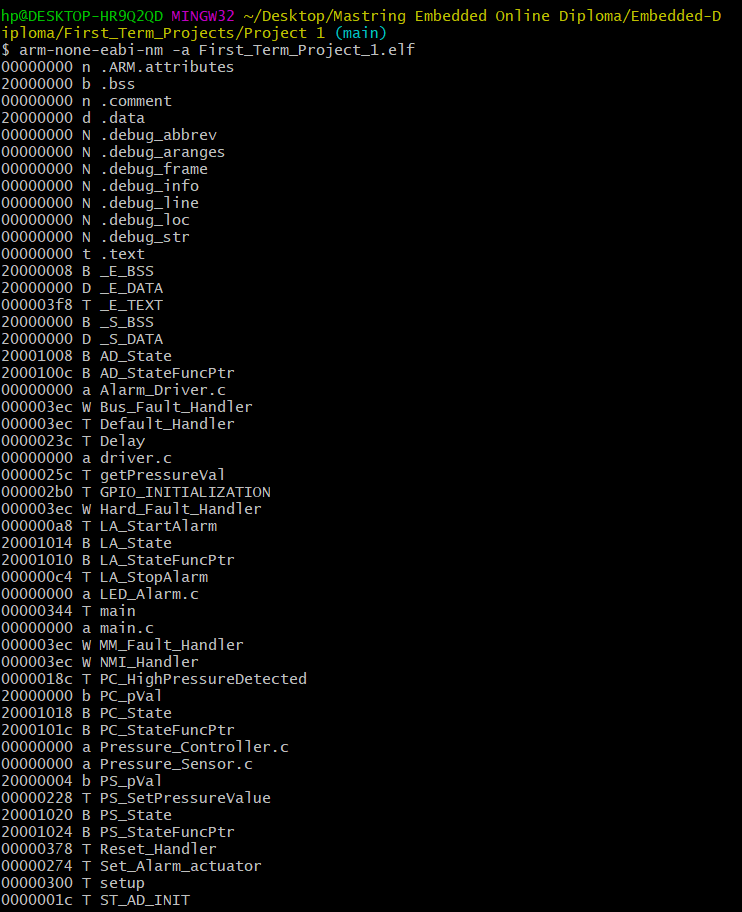 hp@DESKTOP-HR9Q2QD MINGW32 ~/Desktop/Mastring Embedded Online Diploma/Embedded-D
iploma/First_Term_Projects/Project 1 (main)
$ arm-none-eabi-nm -a First_Term_Project_1.elf
00000000 n .ARM.attributes
20000000 b .bss
00000000 n .comment
20000000 d .data
00000000 N .debug_abbrev
00000000 N .debug_aranges
00000000 N .debug_frame
00000000 N .debug_info
00000000 N .debug_line
00000000 N .debug_loc
00000000 N .debug_str
00000000 t .text
20000008 B _E_BSS
20000000 D _E_DATA
000003f8 T _E_TEXT
20000000 B _S_BSS
20000000 D _S_DATA
20001008 B AD_State
2000100c B AD_StateFuncPtr
00000000 a Alarm_Driver.c
000003ec W Bus_Fault_Handler
000003ec T Default_Handler
0000023c T Delay
00000000 a driver.c
0000025c T getPressureVal
000002b0 T GPIO_INITIALIZATION
000003ec W Hard_Fault_Handler
000000a8 T LA_StartAlarm
20001014 B LA_State
20001010 B LA_StateFuncPtr
000000c4 T LA_StopAlarm
00000000 a LED_Alarm.c
00000344 T main
00000000 a main.c
000003ec W MM_Fault_Handler
000003ec W NMI_Handler
0000018c T PC_HighPressureDetected
20000000 b PC_pVal
20001018 B PC_State
2000101c B PC_StateFuncPtr
00000000 a Pressure_Controller.c
00000000 a Pressure_Sensor.c
20000004 b PS_pVal
00000228 T PS_SetPressureValue
20001020 B PS_State
20001024 B PS_StateFuncPtr
00000378 T Reset_Handler
00000274 T Set_Alarm_actuator
00000300 T setup
0000001c T ST_AD_INIT